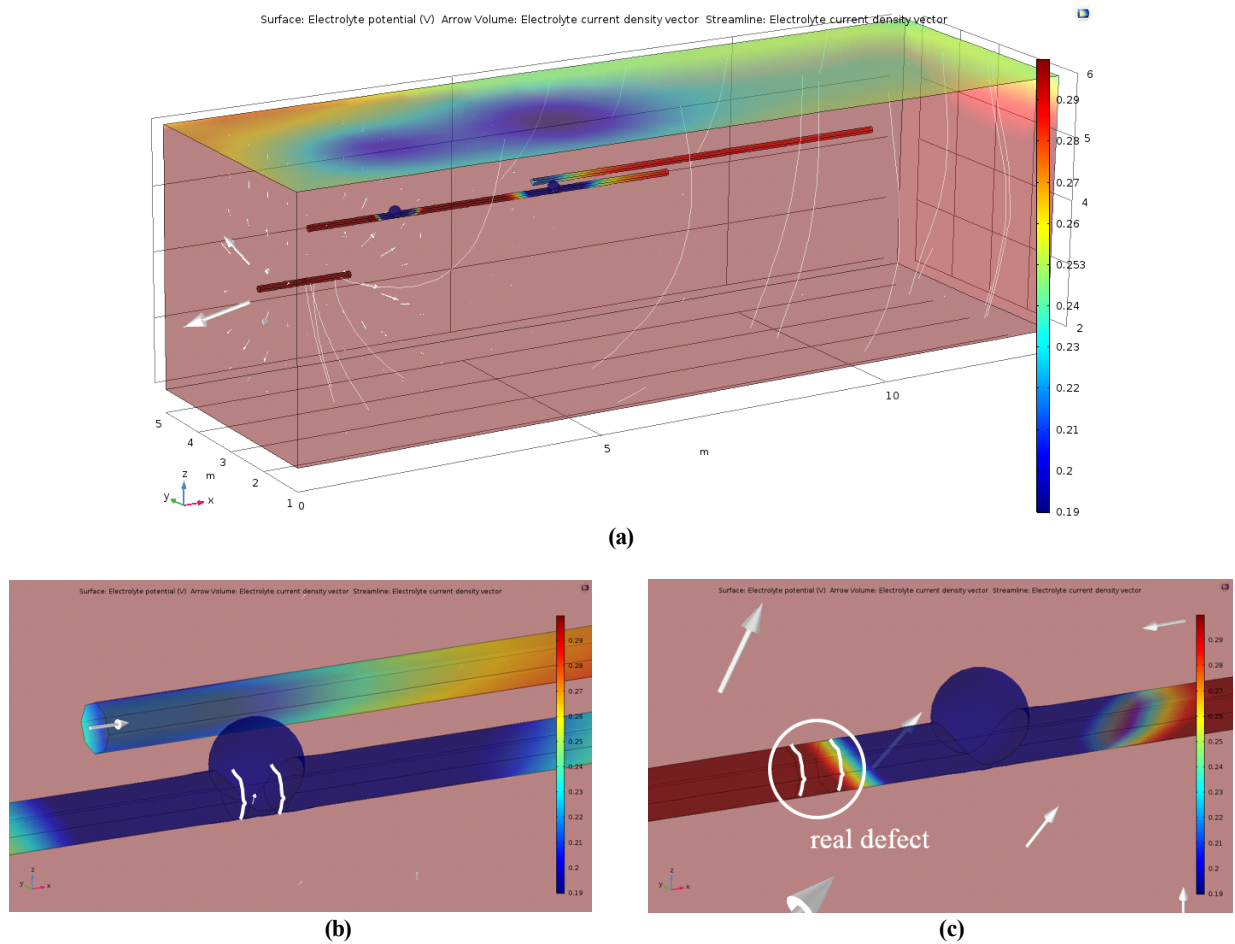 Surface: Electrolyte potential (V) Arrow Volume: Electrolyte current density vector Streamline: Electrolyte current density vector
6
5
4
2
0.29
0.28
0.27
0.26
0.253
0.24
0.23
0.22
0.21
0.2
0.19
10
5
m
5
4
3
m
2
1 0
z
y x
(a)
Surface: Electrolyte potential (V) Arrow Volume: Electrolyte current density vector Streamline: Electrolyte current density vector
0.29
0.28
0.27
0.26
0.25
0.24
0.23
0.22
0.21
0.2
0.19
z
y x
(b)
Surface: Electrolyte potential (V) Arrow Volume: Electrolyte current density vector Streamline: Electrolyte current density vector
0.29
0.28
0.27
0.26
0.25
0.24
0.23
0.22
0.21
0.2
0.19
real defect
z
y x
(c)